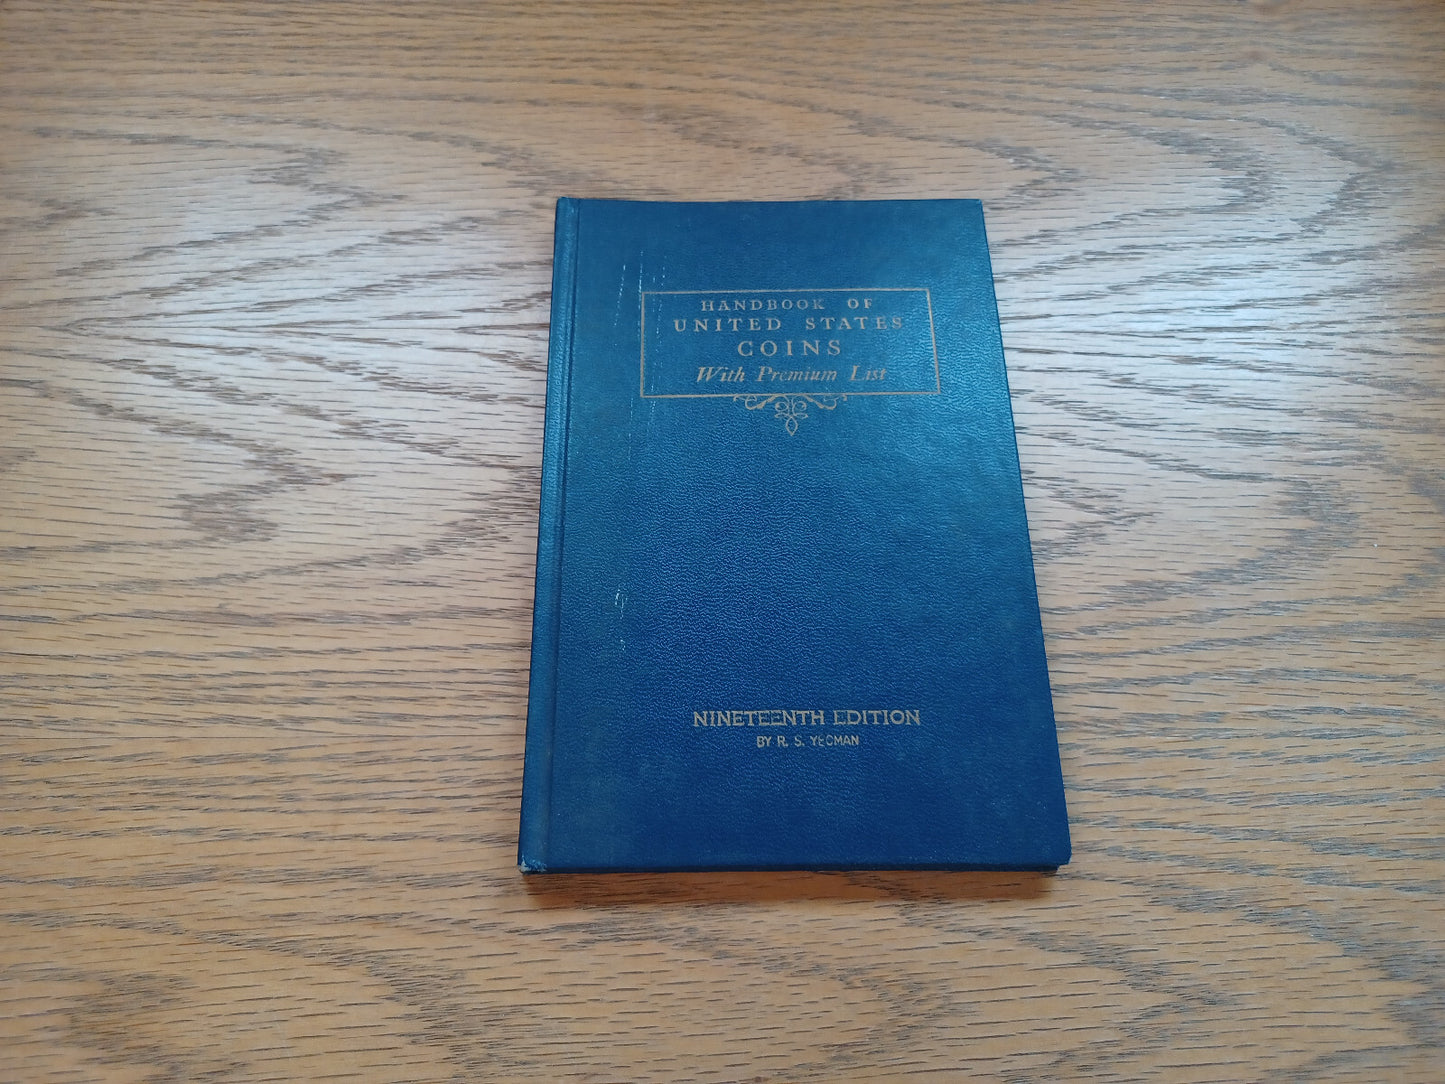 HANDBOOK OF
UNITED STATES
COINS
With Premium List
NINETEENTH EDITION
BY R. S. YEOMAN